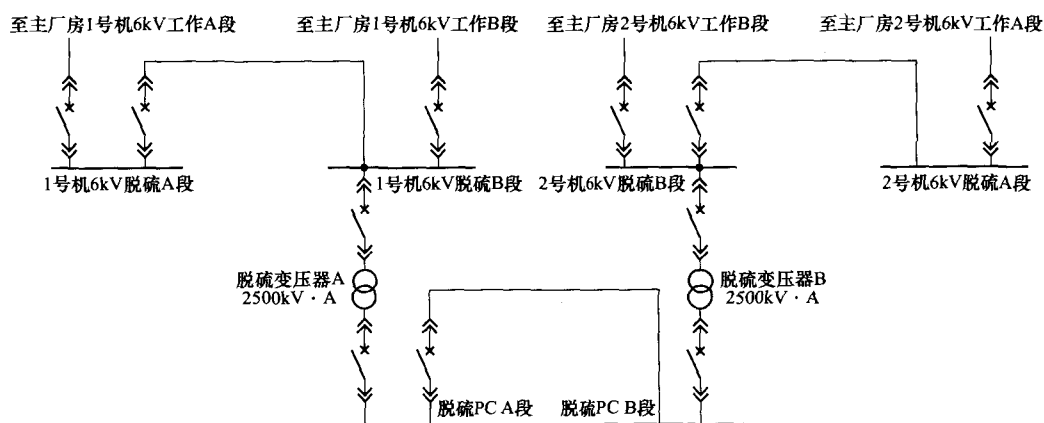 至主厂房1号机6kV工作A段
至主厂房1号机6kV工作B段
至主厂房2号机6kV工作B段
至主厂房2号机6kV工作A段
1号机6kV脱硫A段
1号机6kV脱硫B段
2号机6kV脱硫B段
2号机6kV脱硫A段
脱硫变压器A
2500kV · A
脱硫变压器B
2500kV · A
脱硫PC A段
脱硫PC B段